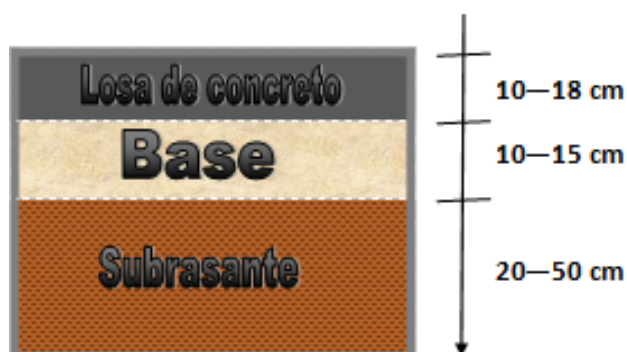 Losa de concreto
10—18 cm
Base
10—15 cm
Subrasante
20—50 cm